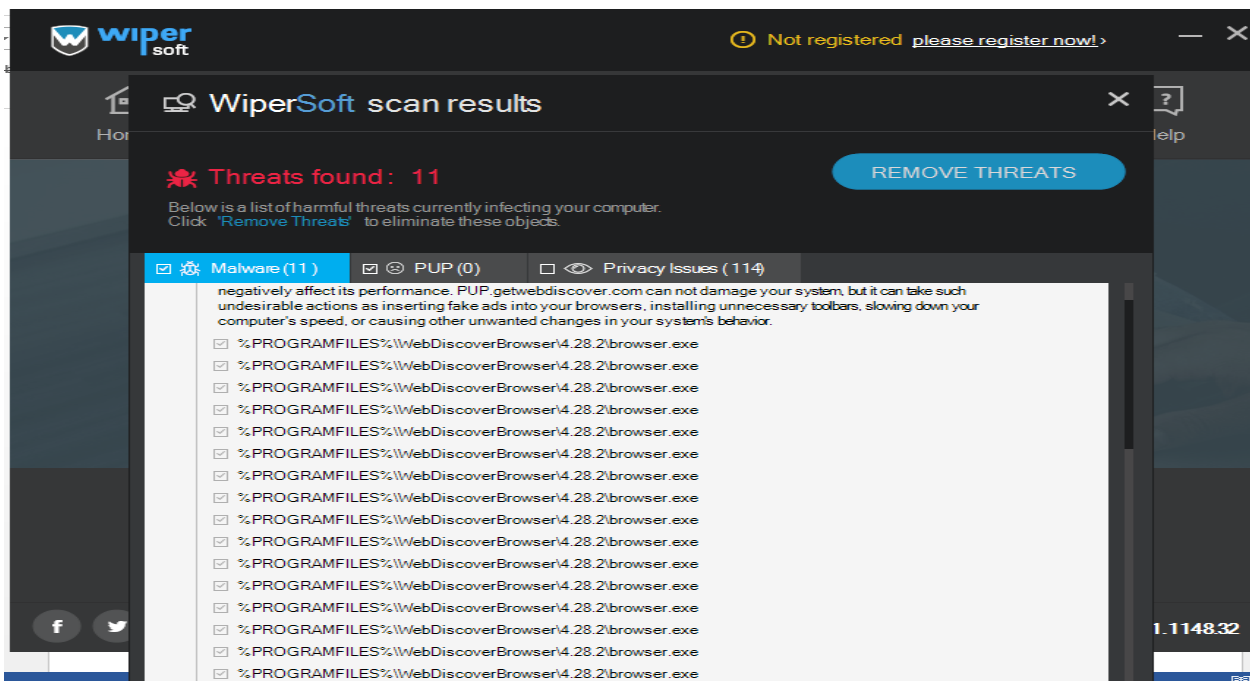 wiper
soft
Not registered please register now! ›
WiperSoft scan results
Hor
elp
Threats found: 11
REMOVE THREATS
Below is a list of harmful threats currently infecting your computer.
Click "Remove Threats" to eliminate these objects.
Malware (11)
PUP (0)
Privacy Issues (114)
negatively affect its performance. PUP.getwebdiscover.com can not damage your system, but it can take such
undesirable actions as inserting fake ads into your browsers, installing unnecessary toolbars, slowing down your
computer's speed, or causing other unwanted changes in your system's behavior.
%PROGRAMFILES%\\WebDiscoverBrowser\4.28.2\browser.exe
%PROGRAMFILES%\\WebDiscoverBrowser\4.28.2\browser.exe
%PROGRAMFILES%\\WebDiscoverBrowser\4.28.2\browser.exe
%PROGRAMFILES%\\WebDiscoverBrowser\4.28.2\browser.exe
%PROGRAMFILES%\\WebDiscoverBrowser\4.28.2\browser.exe
%PROGRAMFILES%\\WebDiscoverBrowser\4.28.2\browser.exe
%PROGRAMFILES%\\WebDiscoverBrowser\4.28.2\browser.exe
%PROGRAMFILES%\\WebDiscoverBrowser\4.28.2\browser.exe
%PROGRAMFILES%\\WebDiscoverBrowser\4.28.2\browser.exe
%PROGRAMFILES%\\WebDiscoverBrowser\4.28.2\browser.exe
%PROGRAMFILES%\\WebDiscoverBrowser\4.28.2\browser.exe
%PROGRAMFILES%\\WebDiscoverBrowser\4.28.2\browser.exe
%PROGRAMFILES%\\WebDiscoverBrowser\4.28.2\browser.exe
%PROGRAMFILES%\\WebDiscoverBrowser\4.28.2\browser.exe
1.1148.32
%PROGRAMFILES%\\WebDiscoverBrowser\4.28.2\browser.exe
%PROGRAMFILES%\\WebDiscoverBrowser\4.28.2\browser.exe